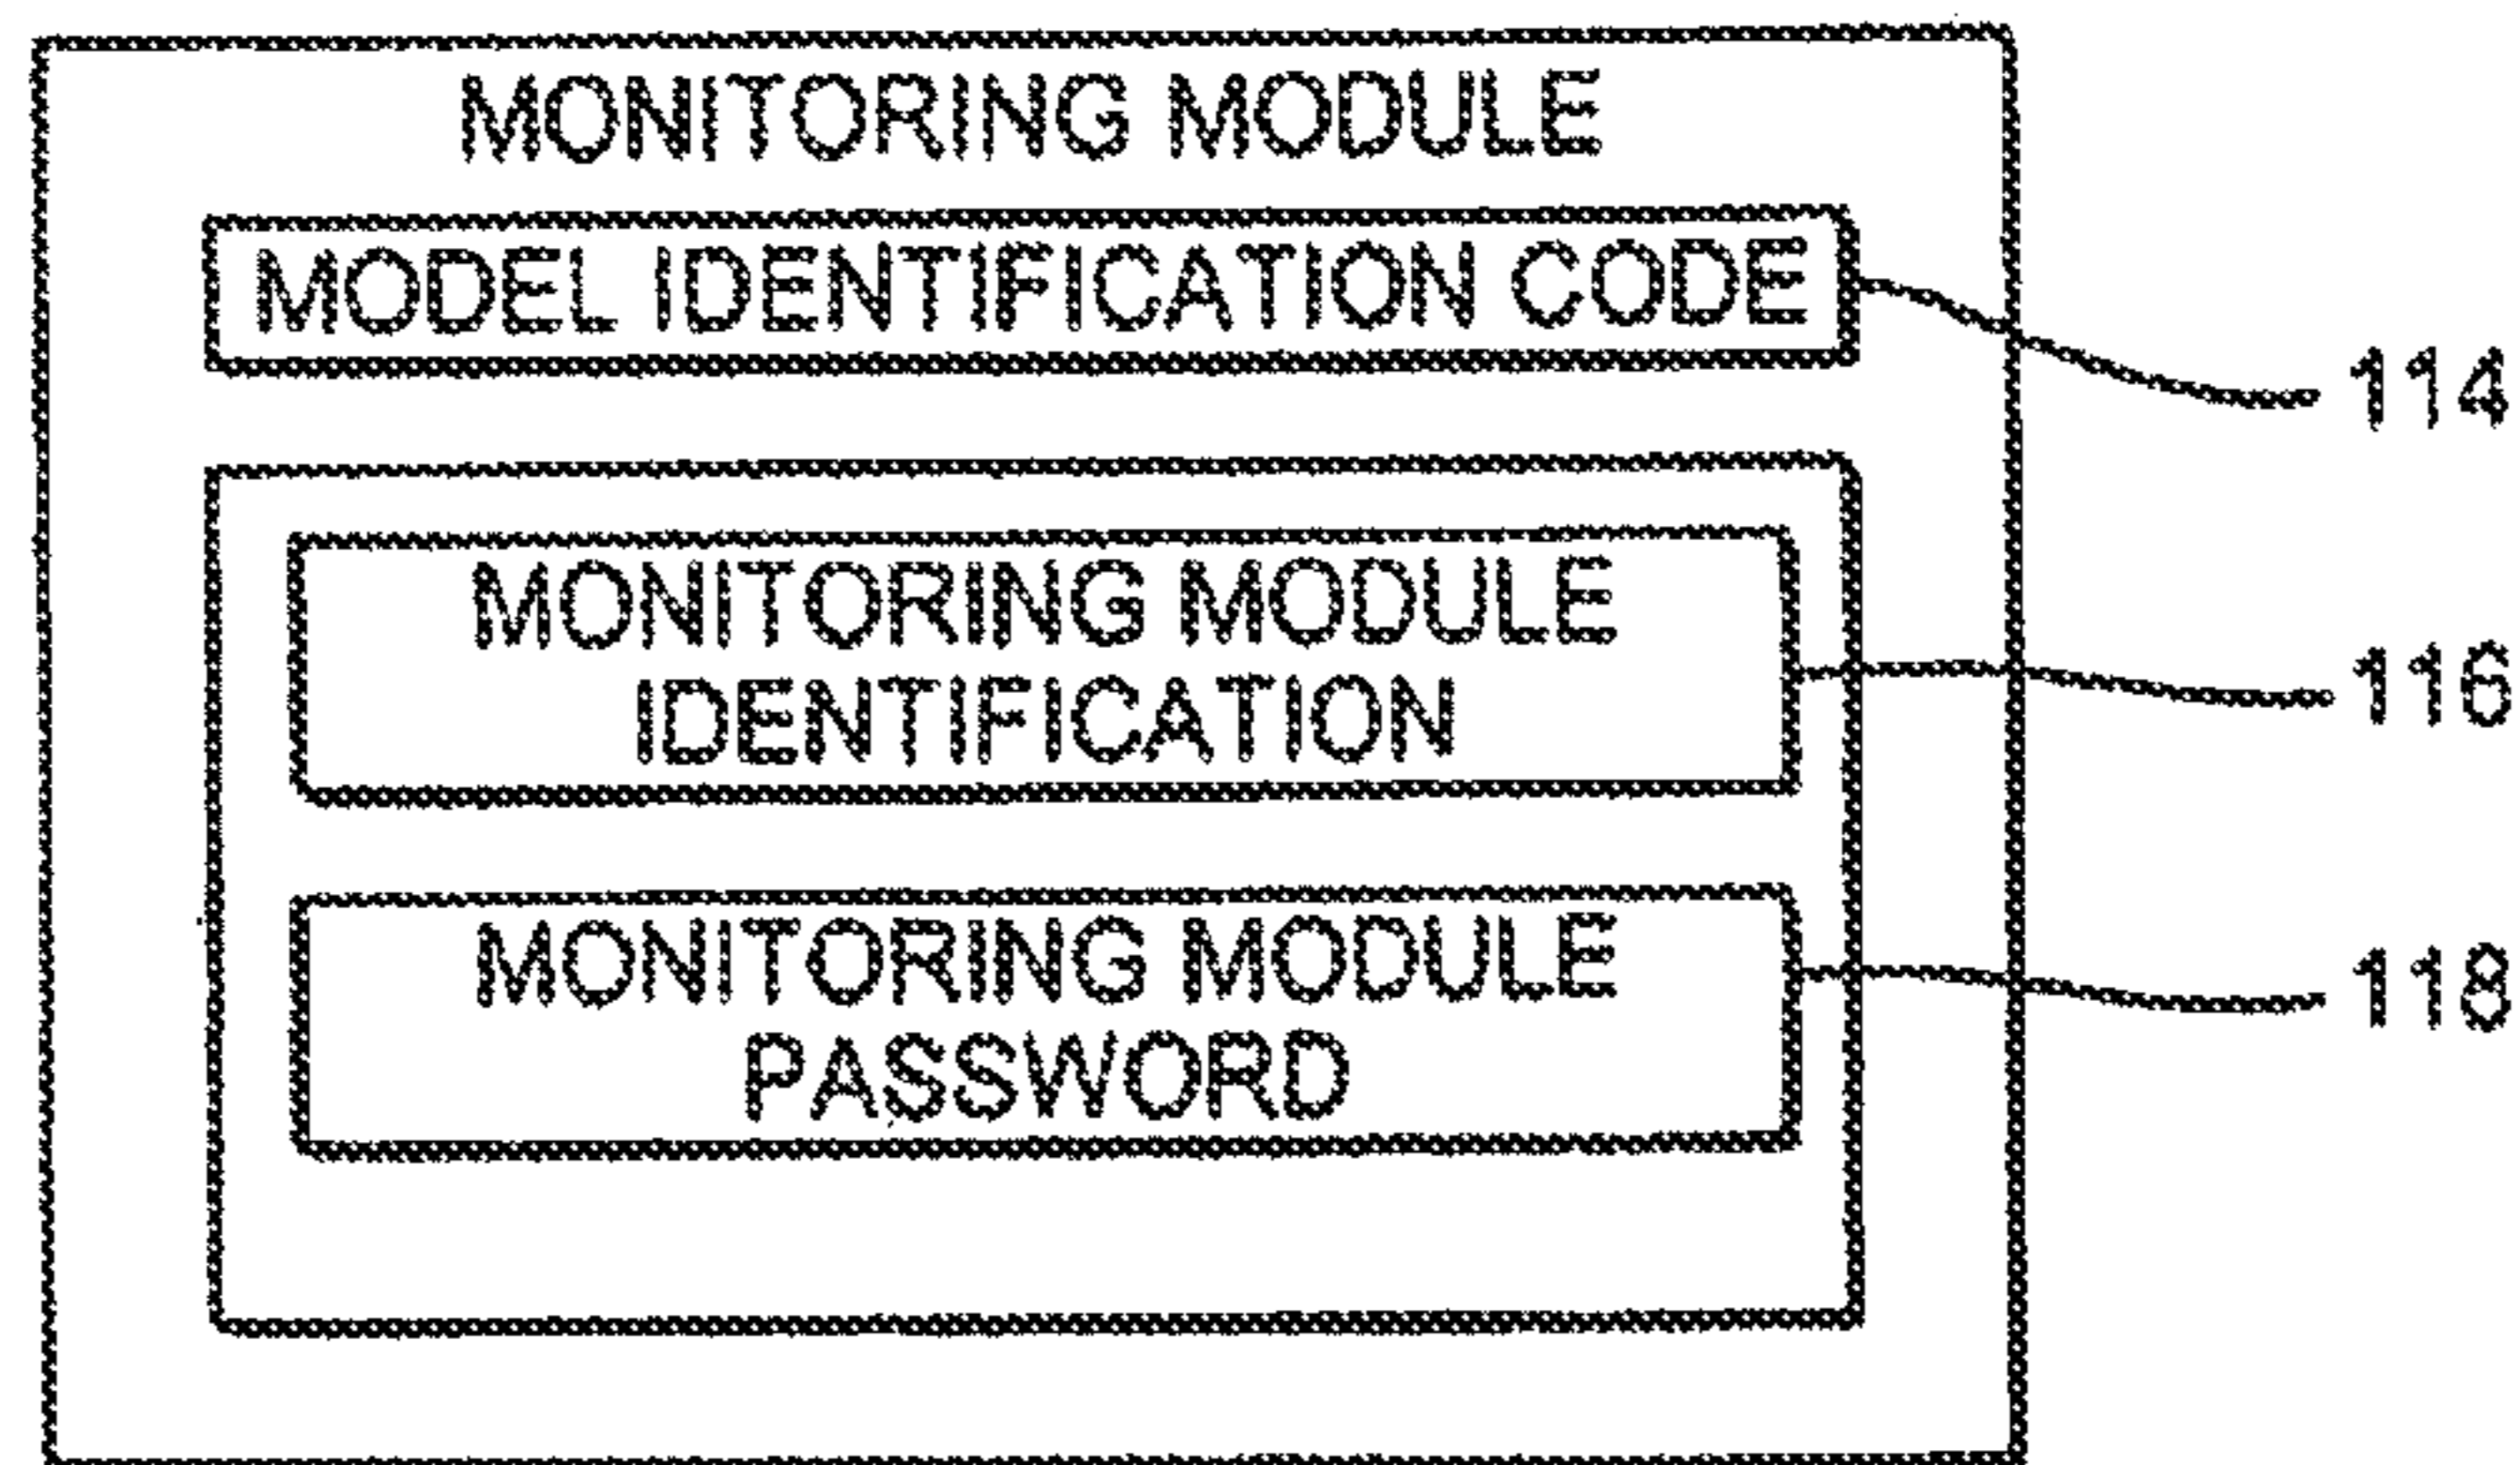 MONITORING MODULE
MODEL IDENTIFICATION CODE
114
MONITORING MODULE
IDENTIFICATION
116
MONITORING MODULE
PASSWORD
118